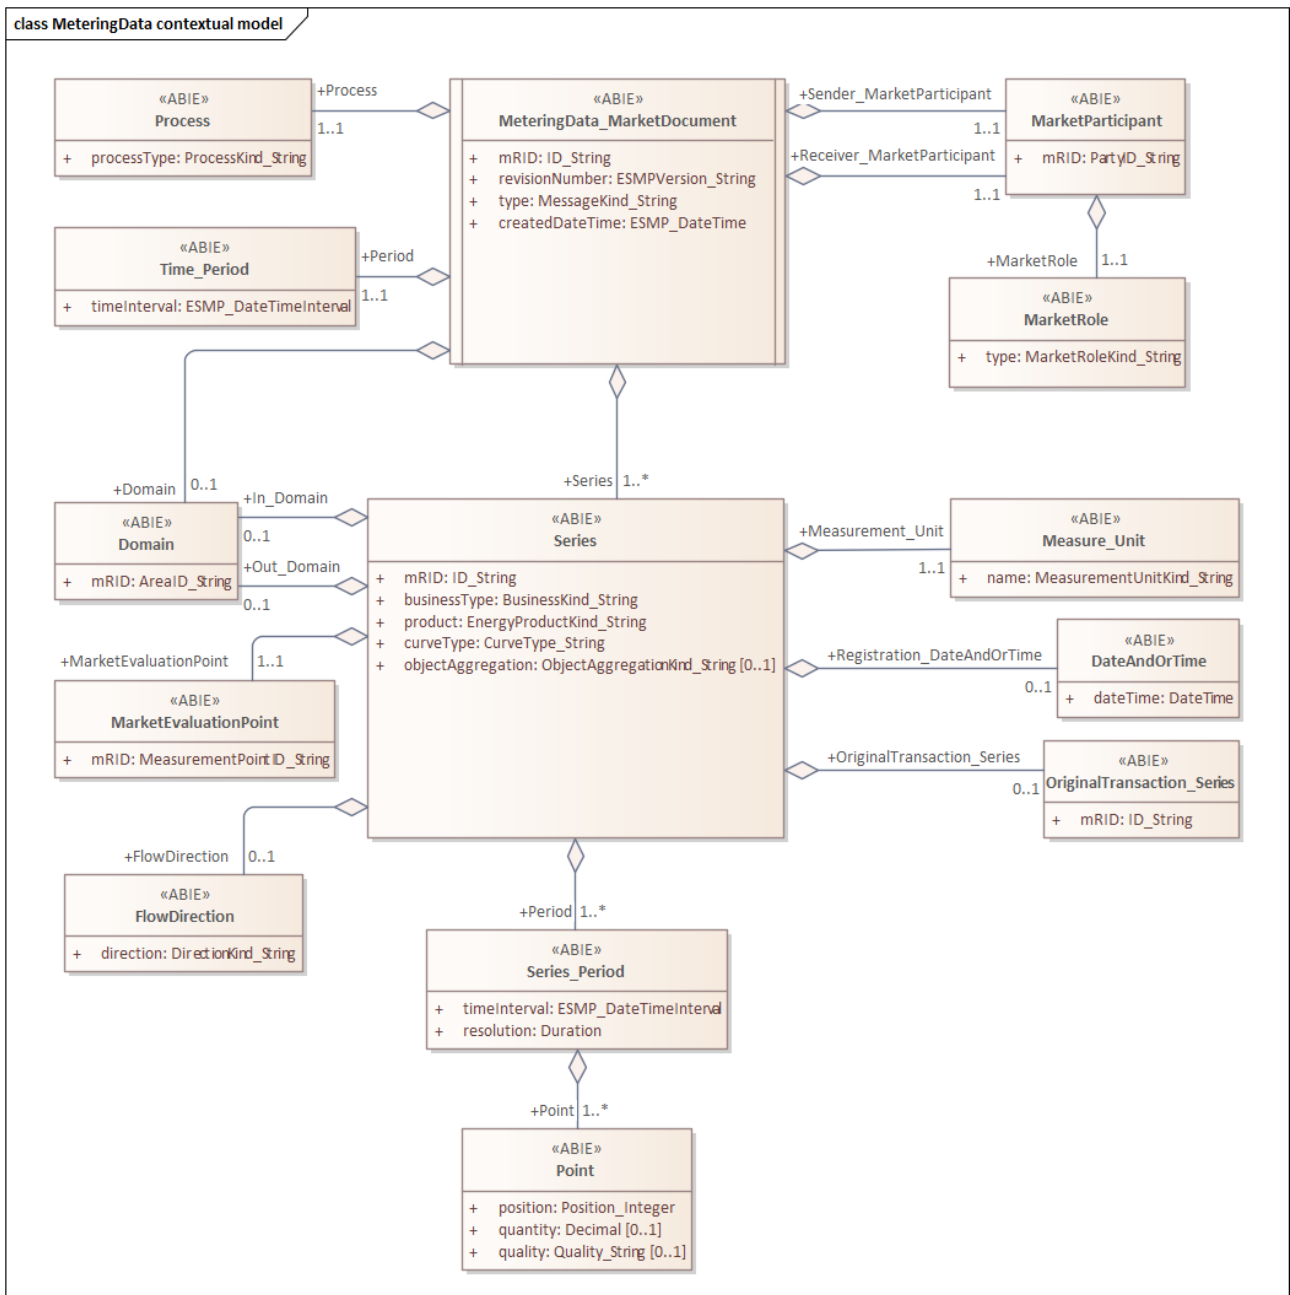 class MeteringData contextual model
«ABIE»
Process
+ processType: ProcessKind_String
+Process
1..1
«ABIE»
MeteringData_MarketDocument
+ mRID: ID_String
+ revisionNumber: ESMPVersion_String
+ type: MessageKind_String
+ createdDateTime: ESMP_DateTime
+Sender_MarketParticipant
1..1
+Receiver_MarketParticipant
1..1
«ABIE»
MarketParticipant
+ mRID: PartyID_String
«ABIE»
Time_Period
+ timeInterval: ESMP_DateTimeInterval
+Period
1..1
+MarketRole
1..1
«ABIE»
MarketRole
+ type: MarketRoleKind_String
+Domain
0..1
+Series
1..*
«ABIE»
Domain
+ mRID: AreaID_String
+In_Domain
0..1
+Out_Domain
0..1
«ABIE»
Series
+ mRID: ID_String
+ businessType: BusinessKind_String
+ product: EnergyProductKind_String
+ curveType: CurveType_String
+ objectAggregation: ObjectAggregationKind_String [0..1]
+Measurement_Unit
1..1
«ABIE»
Measure_Unit
+ name: MeasurementUnitKind_String
+MarketEvaluationPoint
1..1
«ABIE»
MarketEvaluationPoint
+ mRID: MeasurementPointID_String
+Registration_DateAndOrTime
0..1
«ABIE»
DateAndOrTime
+ dateTime: DateTime
+OriginalTransaction_Series
0..1
«ABIE»
OriginalTransaction_Series
+ mRID: ID_String
+FlowDirection
0..1
«ABIE»
FlowDirection
+ direction: DirectionKind_String
+Period
1..*
«ABIE»
Series_Period
+ timeInterval: ESMP_DateTimeInterval
+ resolution: Duration
+Point
1..*
«ABIE»
Point
+ position: Position_Integer
+ quantity: Decimal [0..1]
+ quality: Quality_String [0..1]